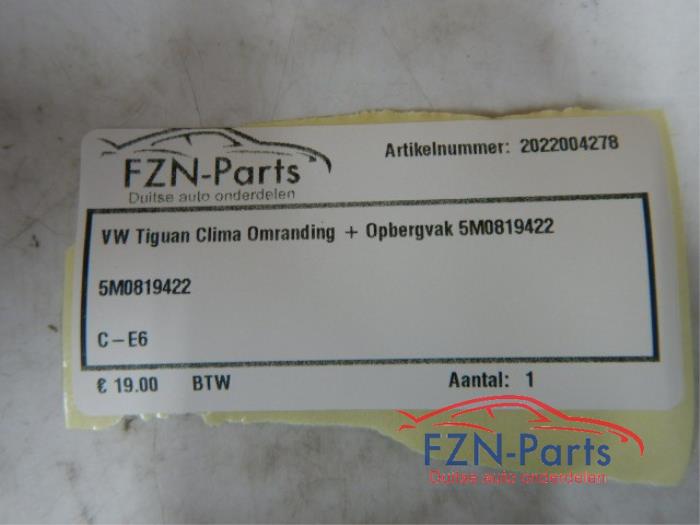 FZN-Parts
Duitse auto onderdelen
Artikelnummer: 2022004278
VW Tiguan Clima Omranding + Opbergvak 5M0819422
5M0819422
C-E6
€ 19.00 BTW Aantal: 1
FZN-Parts
Duitse auto onderdelen